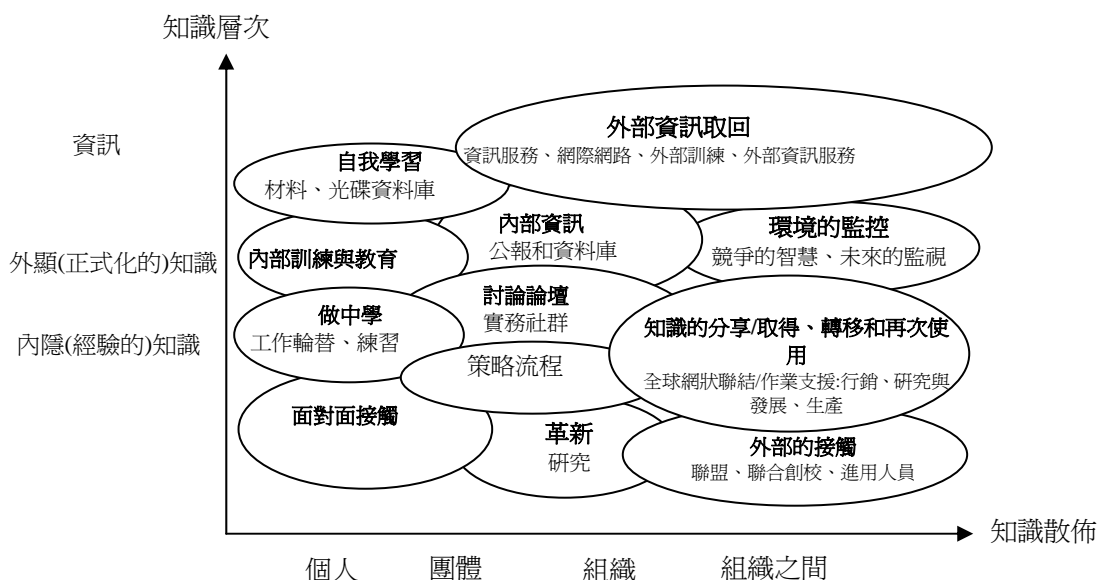 知識層次
資訊
外部資訊取回
資訊服務、網際網路、外部訓練、外部資訊服務
自我學習
材料、光碟資料庫
內部資訊
公報和資料庫
環境的監控
競爭的智慧、未來的監視
外顯(正式化的)知識
內部訓練與教育
討論論壇
實務社群
做中學
工作輪替、練習
內隱(經驗的)知識
知識的分享/取得、轉移和再次使
用
全球網狀聯結/作業支援:行銷、研究與
發展、生產
策略流程
面對面接觸
革新
研究
外部的接觸
聯盟、聯合創校、進用人員
知識散佈
個人
團體
組織
組織之間